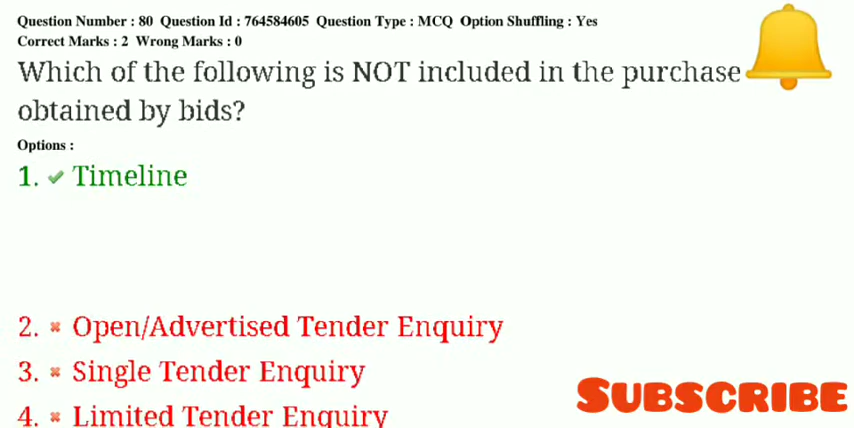 Question Number : 80 Question Id : 764584605 Question Type : MCQ Option Shuffling : Yes
Correct Marks : 2 Wrong Marks : 0
Which of the following is NOT included in the purchase
obtained by bids?
Options :
1. ✔ Timeline
2. ✖ Open/Advertised Tender Enquiry
3. ✖ Single Tender Enquiry
4. ✖ Limited Tender Enquiry
SUBSCRIBE